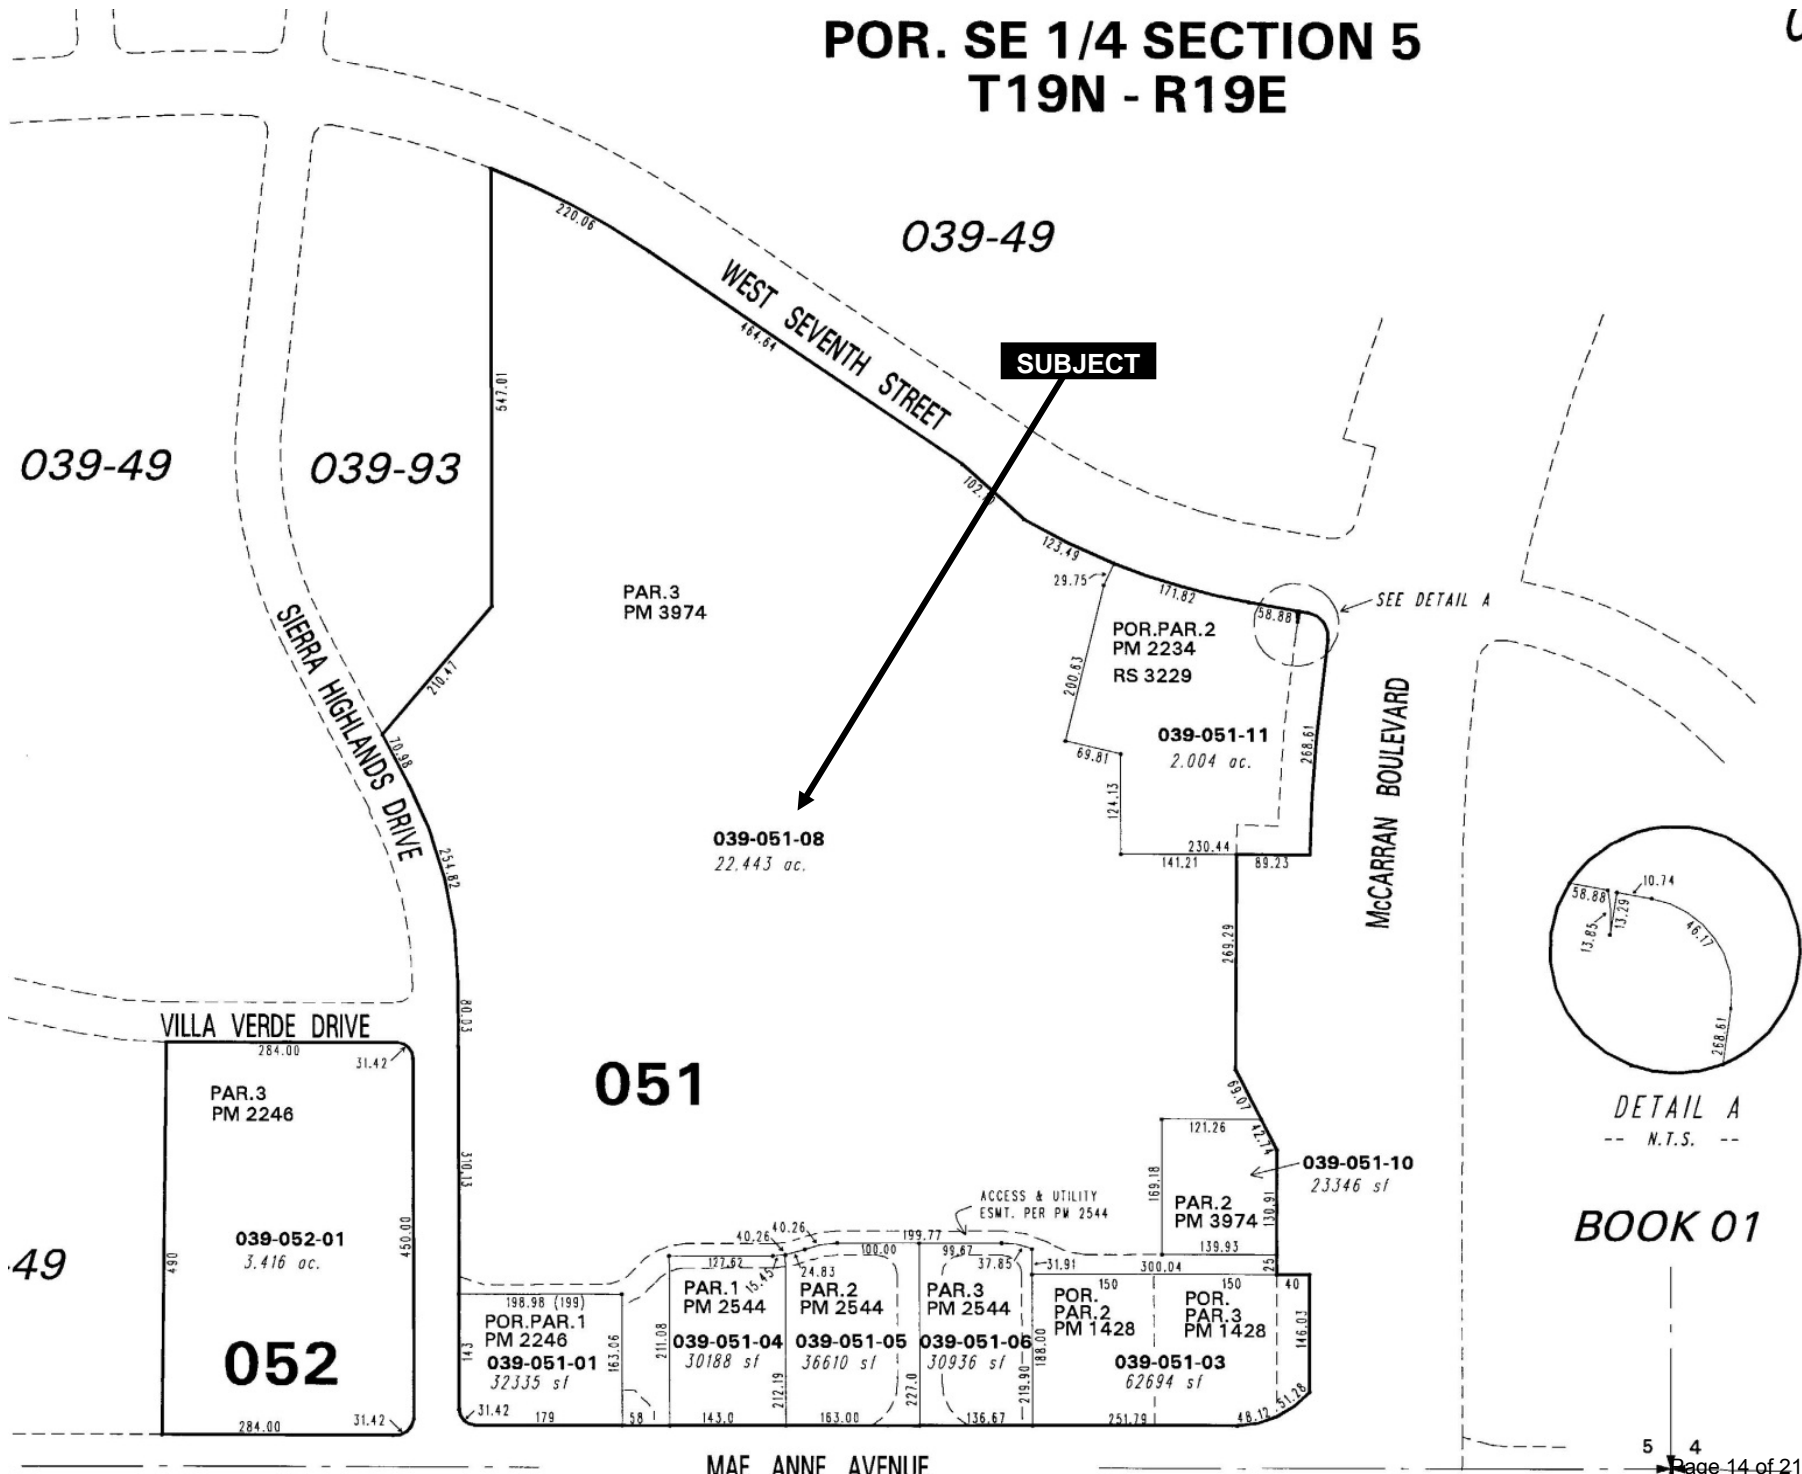 POR. SE 1/4 SECTION 5
T19N - R19E
039-49
WEST SEVENTH STREET
SUBJECT
220.06
464.64
547.01
039-49
039-93
123.49
29.75
171.82
58.88
SEE DETAIL A
PAR.3
PM 3974
POR.PAR.2
PM 2234
RS 3229
200.63
SIERRA HIGHLANDS DRIVE
210.47
70.98
039-051-11
2.004 ac.
69.81
268.61
McCARRAN BOULEVARD
124.13
039-051-08
22.443 ac.
254.82
230.44
141.21
89.23
58.88
10.74
13.29
13.85
46.17
268.61
269.29
80.03
VILLA VERDE DRIVE
284.00
31.42
051
PAR.3
PM 2246
69.07
DETAIL A
-- N.T.S. --
121.26
42.74
039-051-10
23346 sf
310.13
169.18
PAR.2
PM 3974
130.91
ACCESS & UTILITY
ESMT. PER PM 2544
BOOK 01
039-052-01
3.416 ac.
450.00
490
49
40.26
40.26
199.77
100.00
99.67
139.93
127.62
15.45
24.83
37.85
31.91
300.04
25
150
150
40
198.98 (199)
PAR.1
PM 2544
PAR.2
PM 2544
PAR.3
PM 2544
POR.
PAR.2
PM 1428
POR.
PAR.3
PM 1428
POR.PAR.1
PM 2246
146.03
052
143
039-051-01
32335 sf
163.06
211.08
039-051-04
30188 sf
039-051-05
36610 sf
039-051-06
30936 sf
188.00
039-051-03
62694 sf
212.19
227.0
219.90
31.42
284.00
31.42
179
58
143.0
163.00
136.67
251.79
48.12
51.28
MAE ANNE AVENUE
5 4
Page 14 of 21